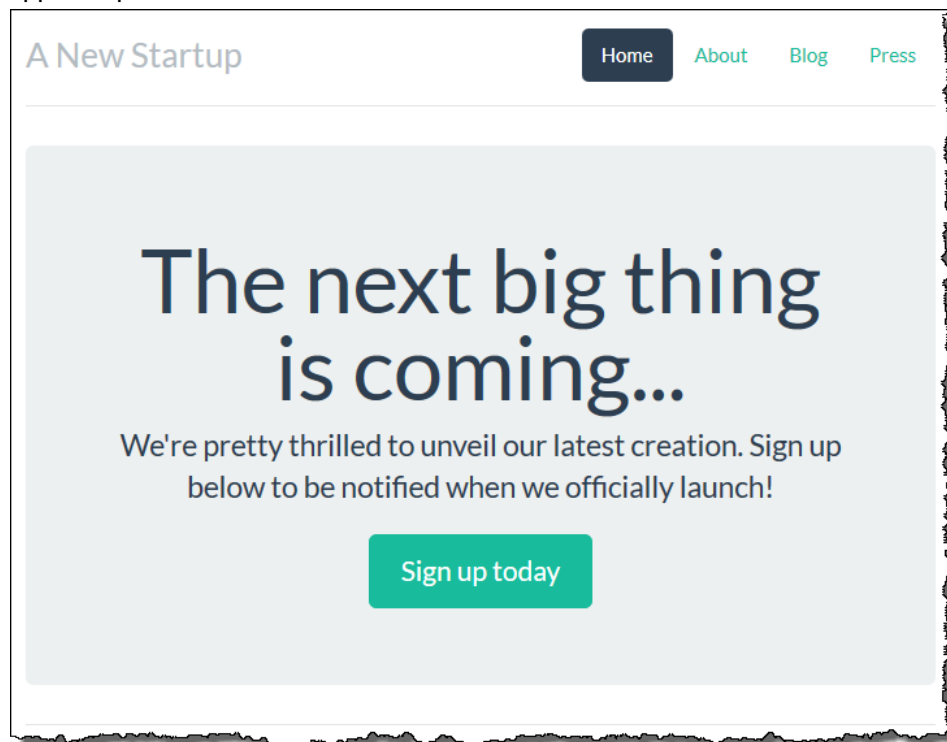 A New Startup
Home About Blog Press
The next big thing
is coming...
We're pretty thrilled to unveil our latest creation. Sign up
below to be notified when we officially launch!
Sign up today